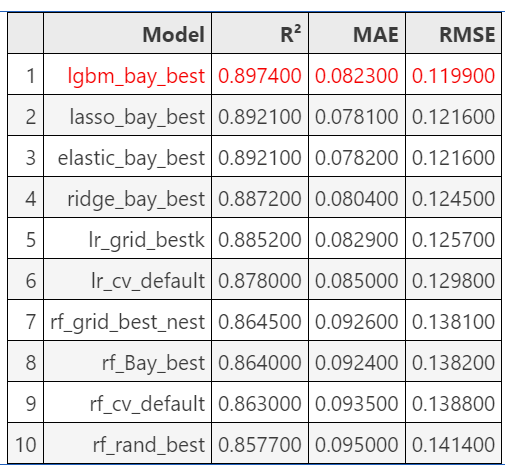 Model R² MAE RMSE
1 lgbm_bay_best 0.897400 0.082300 0.119900
2 lasso_bay_best 0.892100 0.078100 0.121600
3 elastic_bay_best 0.892100 0.078200 0.121600
4 ridge_bay_best 0.887200 0.080400 0.124500
5 lr_grid_bestk 0.885200 0.082900 0.125700
6 lr_cv_default 0.878000 0.085000 0.129800
7 rf_grid_best_nest 0.864500 0.092600 0.138100
8 rf_Bay_best 0.864000 0.092400 0.138200
9 rf_cv_default 0.863000 0.093500 0.138800
10 rf_rand_best 0.857700 0.095000 0.141400